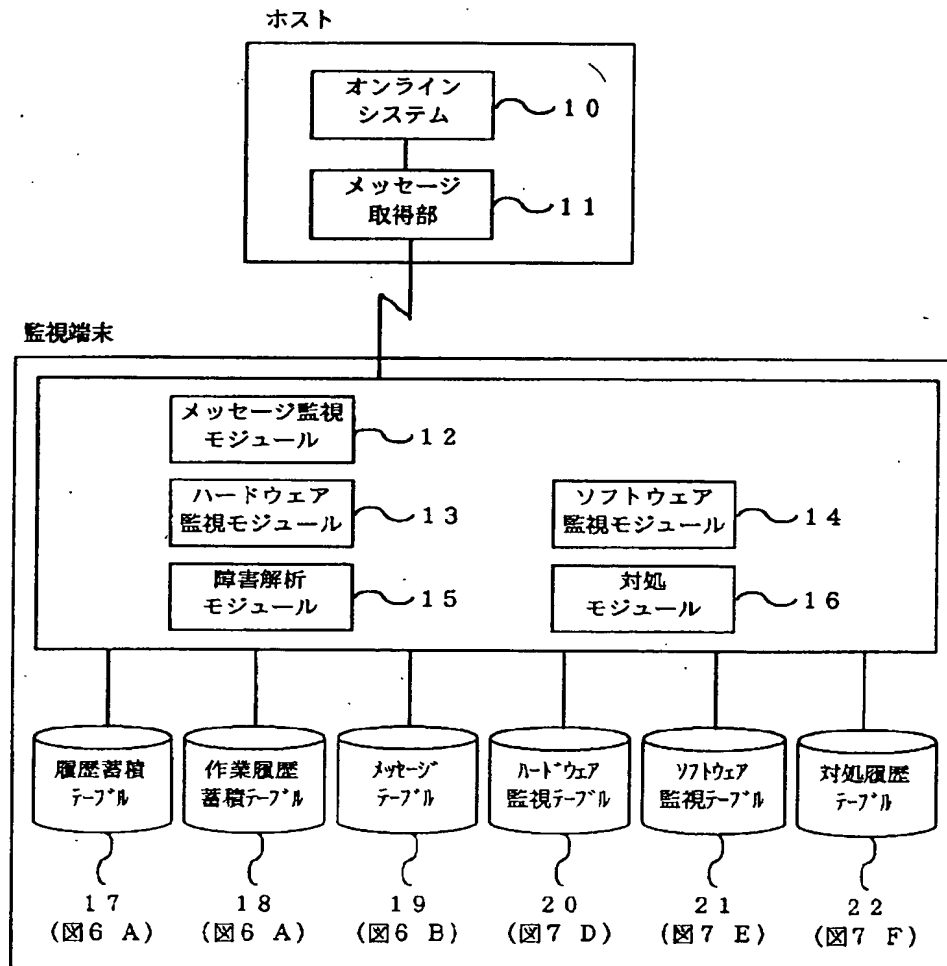 ホスト
オンライン
システム
10
メッセージ
取得部
11
監視端末
メッセージ監視
モジュール
12
ハードウェア
監視モジュール
13
ソフトウェア
監視モジュール
14
障害解析
モジュール
15
対処
モジュール
16
履歴蓄積
テーブル
作業履歴
蓄積テーブル
メッセージ
テーブル
ハードウェア
監視テーブル
ソフトウェア
監視テーブル
対処履歴
テーブル
17
(図6 A)
18
(図6 A)
19
(図6 B)
20
(図7 D)
21
(図7 E)
22
(図7 F)